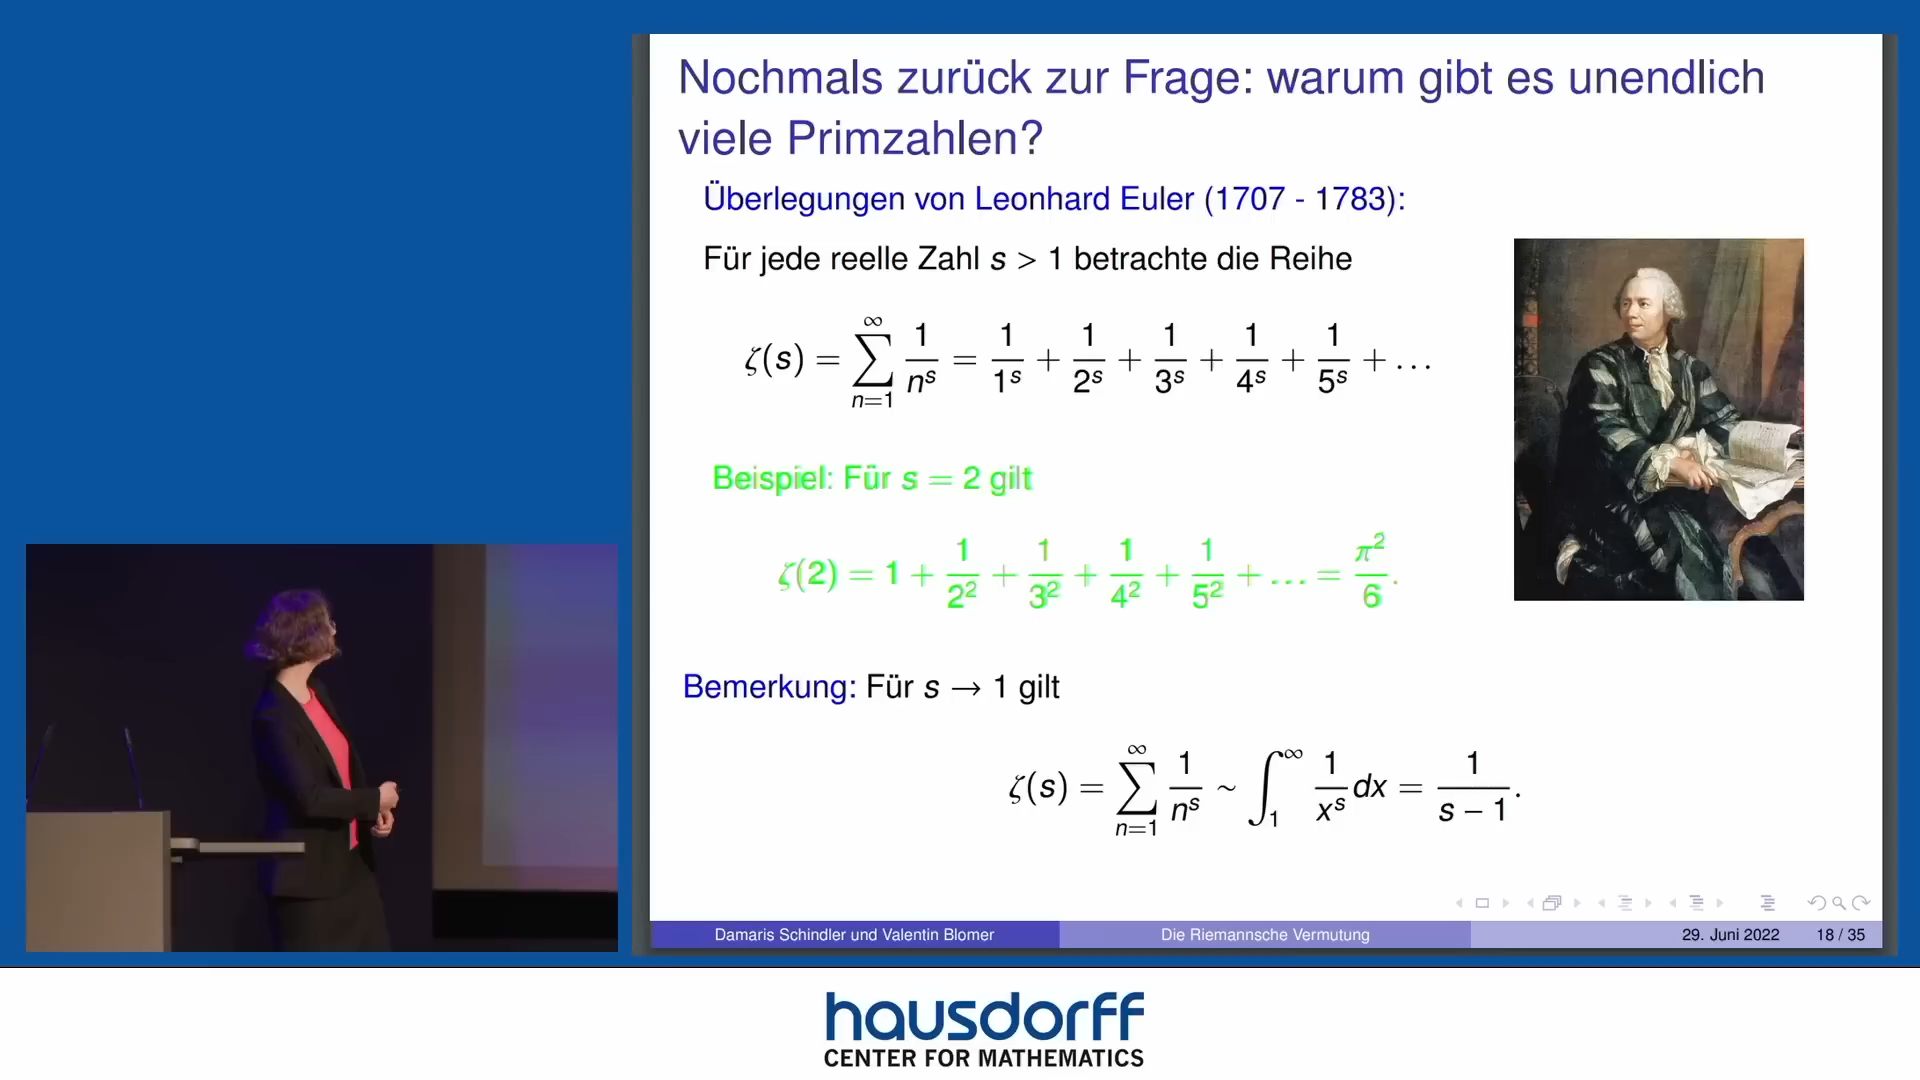 Nochmals zurück zur Frage: warum gibt es unendlich
viele Primzahlen?
Überlegungen von Leonhard Euler (1707 - 1783):
Für jede reelle Zahl s > 1 betrachte die Reihe
ζ(s) = ∑_{n=1}^{∞} 1/n^s = 1/1^s + 1/2^s + 1/3^s + 1/4^s + 1/5^s + …
Beispiel: Für s = 2 gilt
ζ(2) = 1 + 1/2² + 1/3² + 1/4² + 1/5² + … = π²/6.
Bemerkung: Für s → 1 gilt
ζ(s) = ∑_{n=1}^{∞} 1/n^s ~ ∫_1^∞ 1/x^s dx = 1/(s − 1).
Damaris Schindler und Valentin Blomer
Die Riemannsche Vermutung
29. Juni 2022
18 / 35
hausdorff
CENTER FOR MATHEMATICS